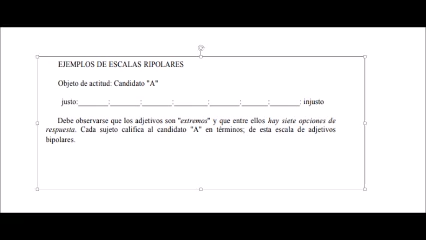 EJEMPLOS DE ESCALAS RIPOLARES
Objeto de actitud: Candidato "A"
justo:________:________:________:________:________:________:________: injusto
Debe observarse que los adjetivos son "extremos" y que entre ellos hay siete opciones de
respuesta. Cada sujeto califica al candidato "A" en términos; de esta escala de adjetivos
bipolares.